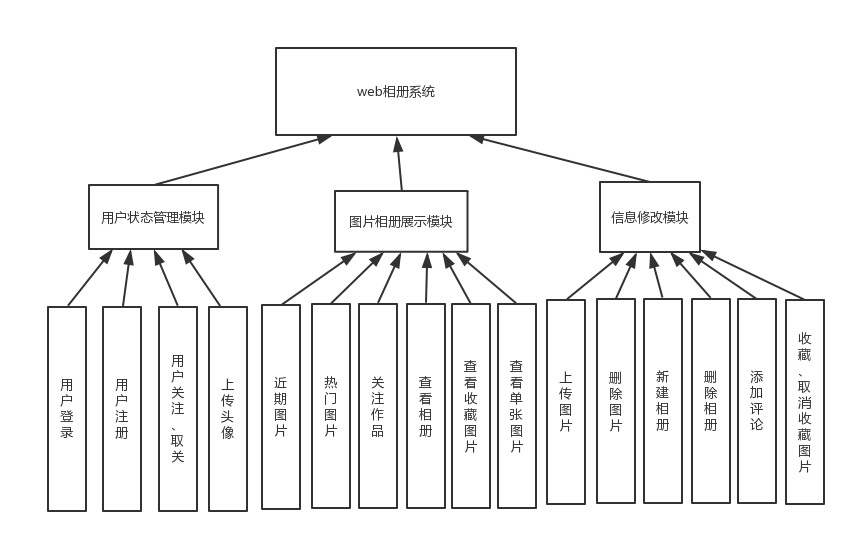 web相册系统
用户状态管理模块
图片相册展示模块
信息修改模块
用户登录
用户注册
用户关注、取关
上传头像
近期图片
热门图片
关注作品
查看相册
查看收藏图片
查看单张图片
上传图片
删除图片
新建相册
删除相册
添加评论
收藏、取消收藏图片